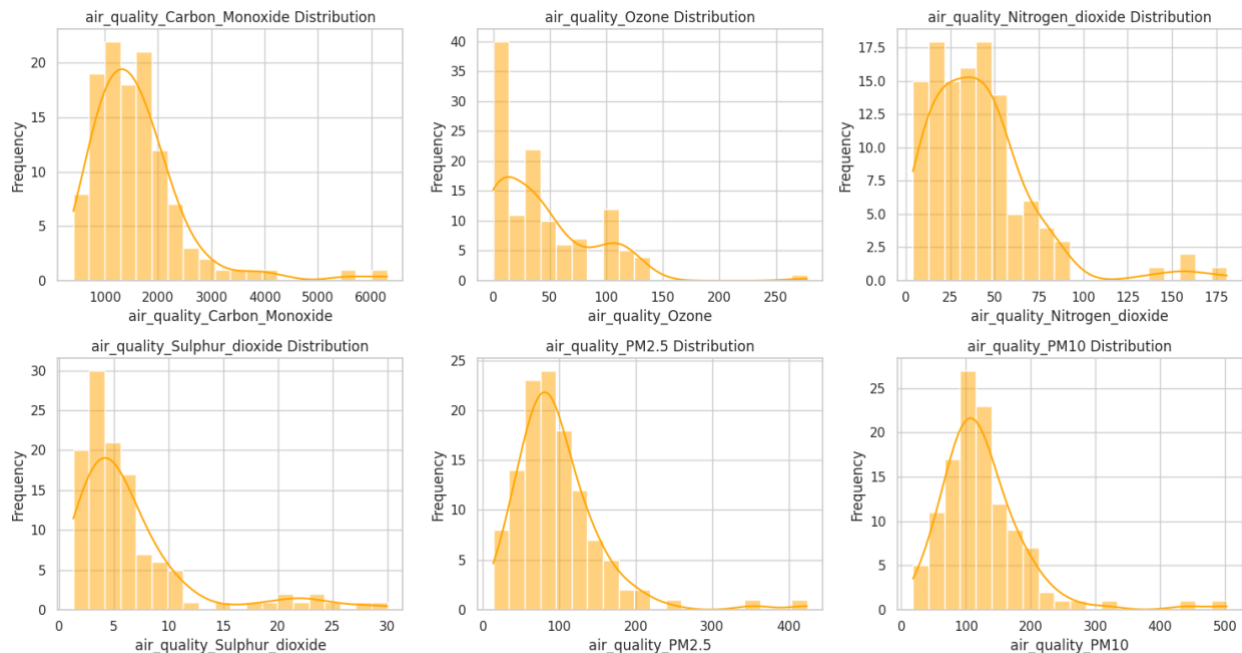 air_quality_Carbon_Monoxide Distribution
20
15
10
5
0
Frequency
1000 2000 3000 4000 5000 6000
air_quality_Carbon_Monoxide
air_quality_Ozone Distribution
40
35
30
25
20
15
10
5
0
Frequency
0 50 100 150 200 250
air_quality_Ozone
air_quality_Nitrogen_dioxide Distribution
17.5
15.0
12.5
10.0
7.5
5.0
2.5
0.0
Frequency
0 25 50 75 100 125 150 175
air_quality_Nitrogen_dioxide
air_quality_Sulphur_dioxide Distribution
30
25
20
15
10
5
0
Frequency
0 5 10 15 20 25 30
air_quality_Sulphur_dioxide
air_quality_PM2.5 Distribution
25
20
15
10
5
0
Frequency
0 100 200 300 400
air_quality_PM2.5
air_quality_PM10 Distribution
25
20
15
10
5
0
Frequency
0 100 200 300 400 500
air_quality_PM10